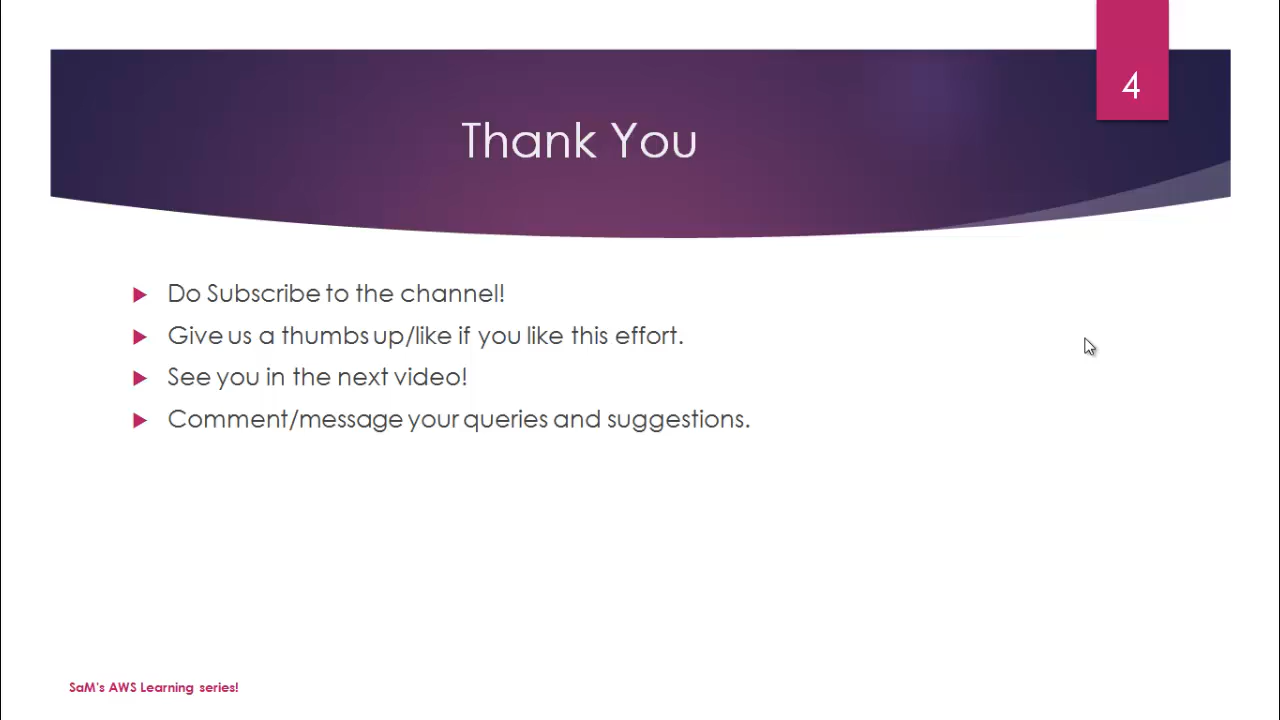 4
Thank You
Do Subscribe to the channel!
Give us a thumbs up/like if you like this effort.
See you in the next video!
Comment/message your queries and suggestions.
SaM's AWS Learning series!